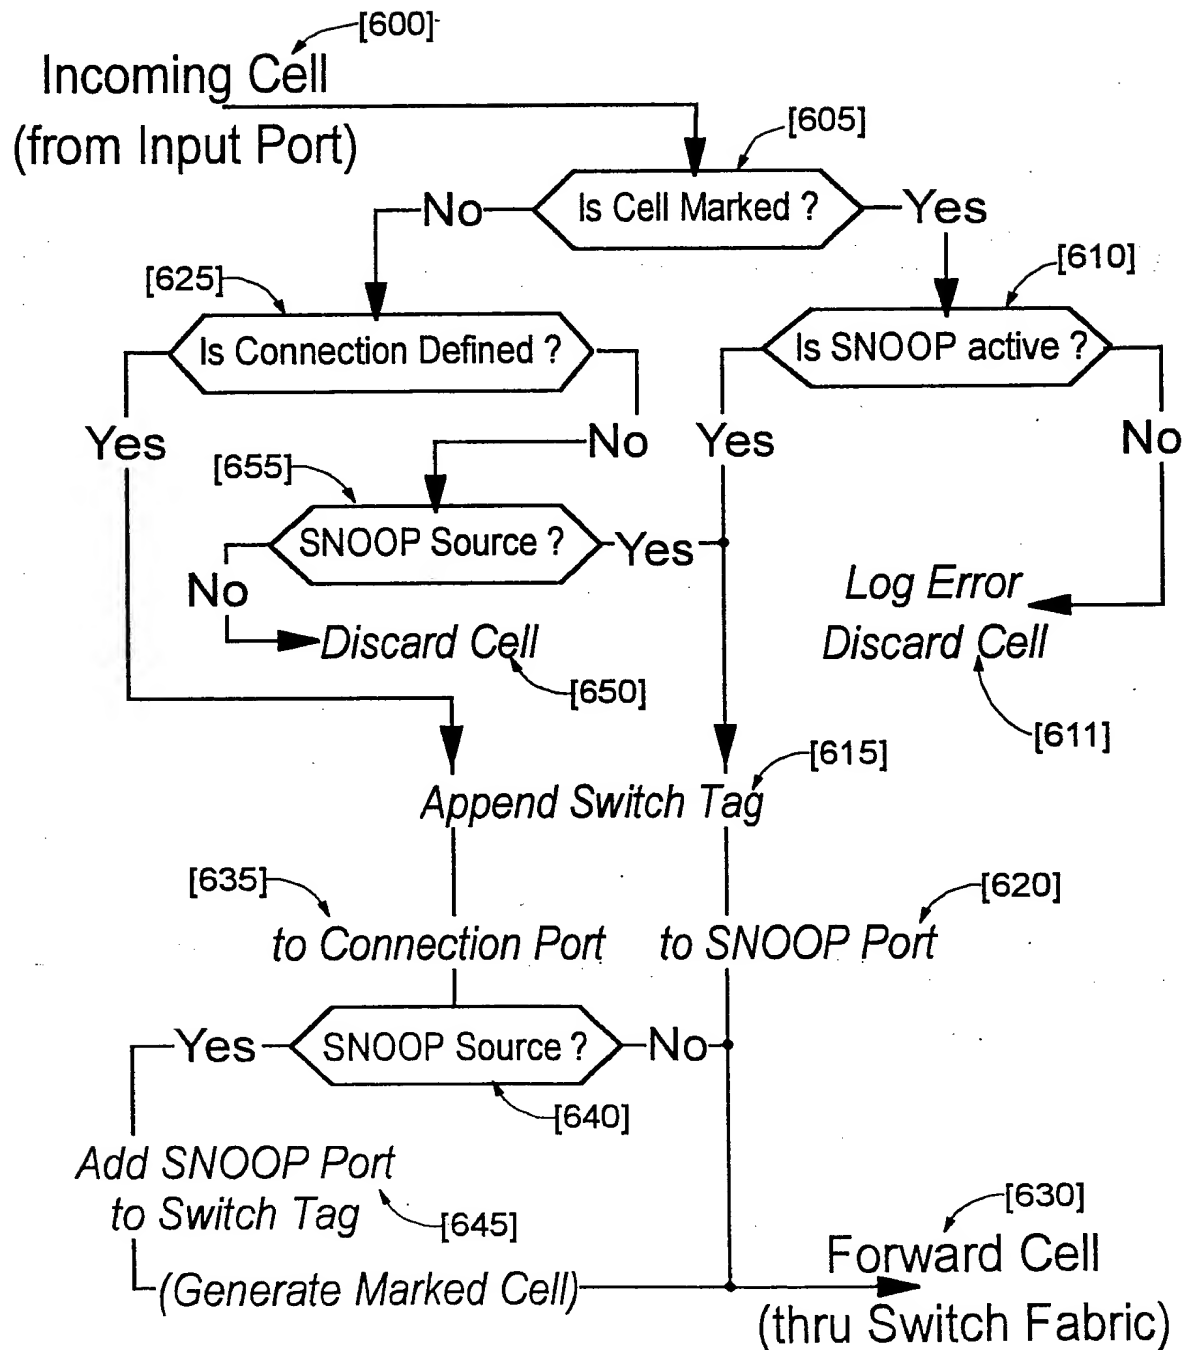 [600]
Incoming Cell
(from Input Port)
[605]
Is Cell Marked ?
No
Yes
[625]
[610]
Is Connection Defined ?
Is SNOOP active ?
Yes
No
Yes
No
[655]
SNOOP Source ?
Yes
No
Log Error
Discard Cell
Discard Cell
[650]
[611]
[615]
Append Switch Tag
[635]
[620]
to Connection Port
to SNOOP Port
Yes
SNOOP Source ?
No
[640]
Add SNOOP Port
to Switch Tag
[645]
[630]
Forward Cell
(Generate Marked Cell)
(thru Switch Fabric)